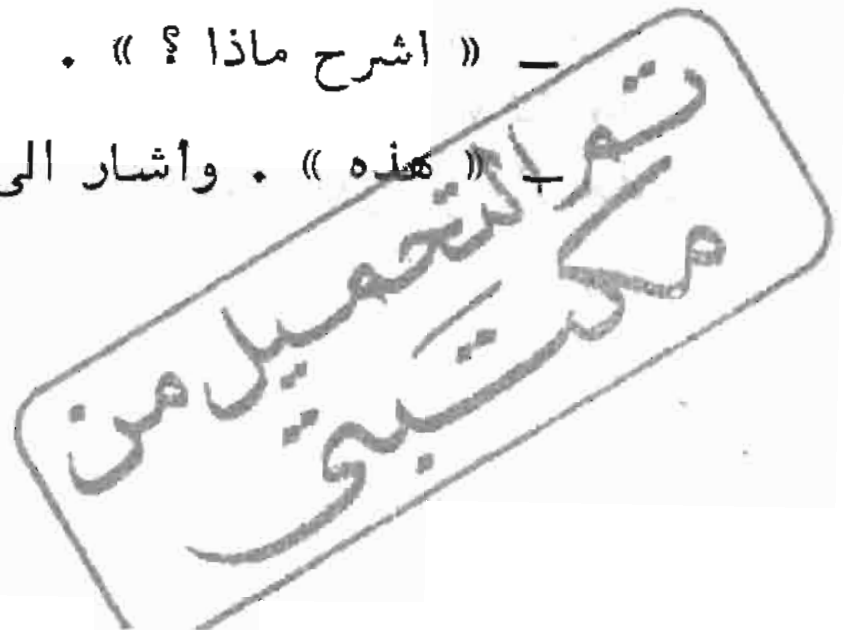 — « اشرح ماذا ؟ » .
— « هذه » . وأشار الى
تم التحميل من
مكتبتي